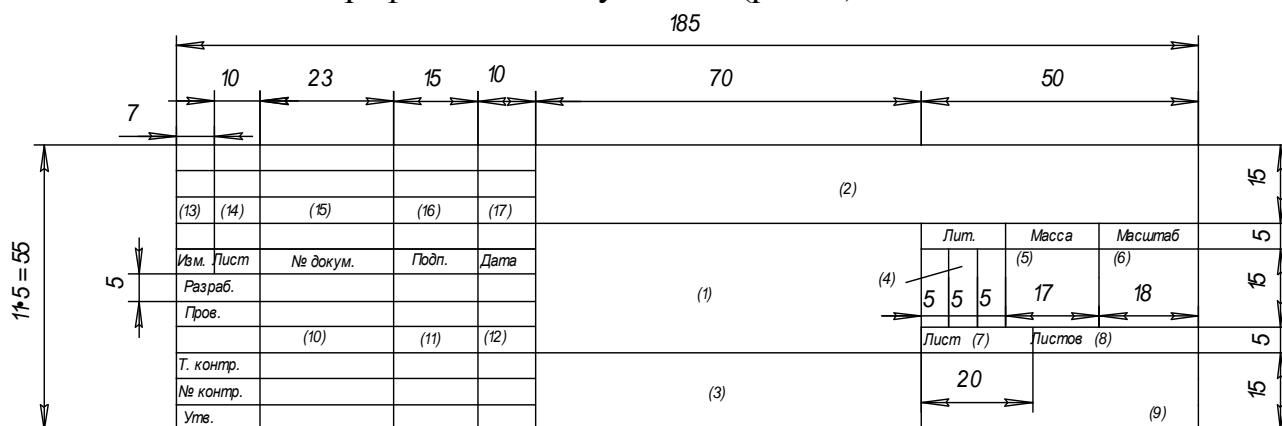 185
10 23 15 10 70 50
7
(2)
15
(13) (14) (15) (16) (17)
Лит. Масса Масштаб
5
Изм. Лист № докум. Подп. Дата
(4) (5) (6)
11·5 = 55
5
Разраб.
(1)
5 5 5 17 18
15
Пров.
(10) (11) (12)
Лист (7) Листов (8)
5
Т. контр.
20
№ контр.
(3)
15
Утв.
(9)